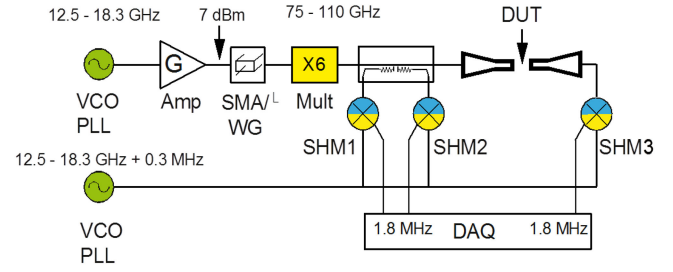 12.5 - 18.3 GHz
7 dBm
75 - 110 GHz
DUT
G
X6
VCO
PLL
Amp
SMA/└
WG
Mult
SHM1
SHM2
SHM3
12.5 - 18.3 GHz + 0.3 MHz
VCO
PLL
1.8 MHz
DAQ
1.8 MHz